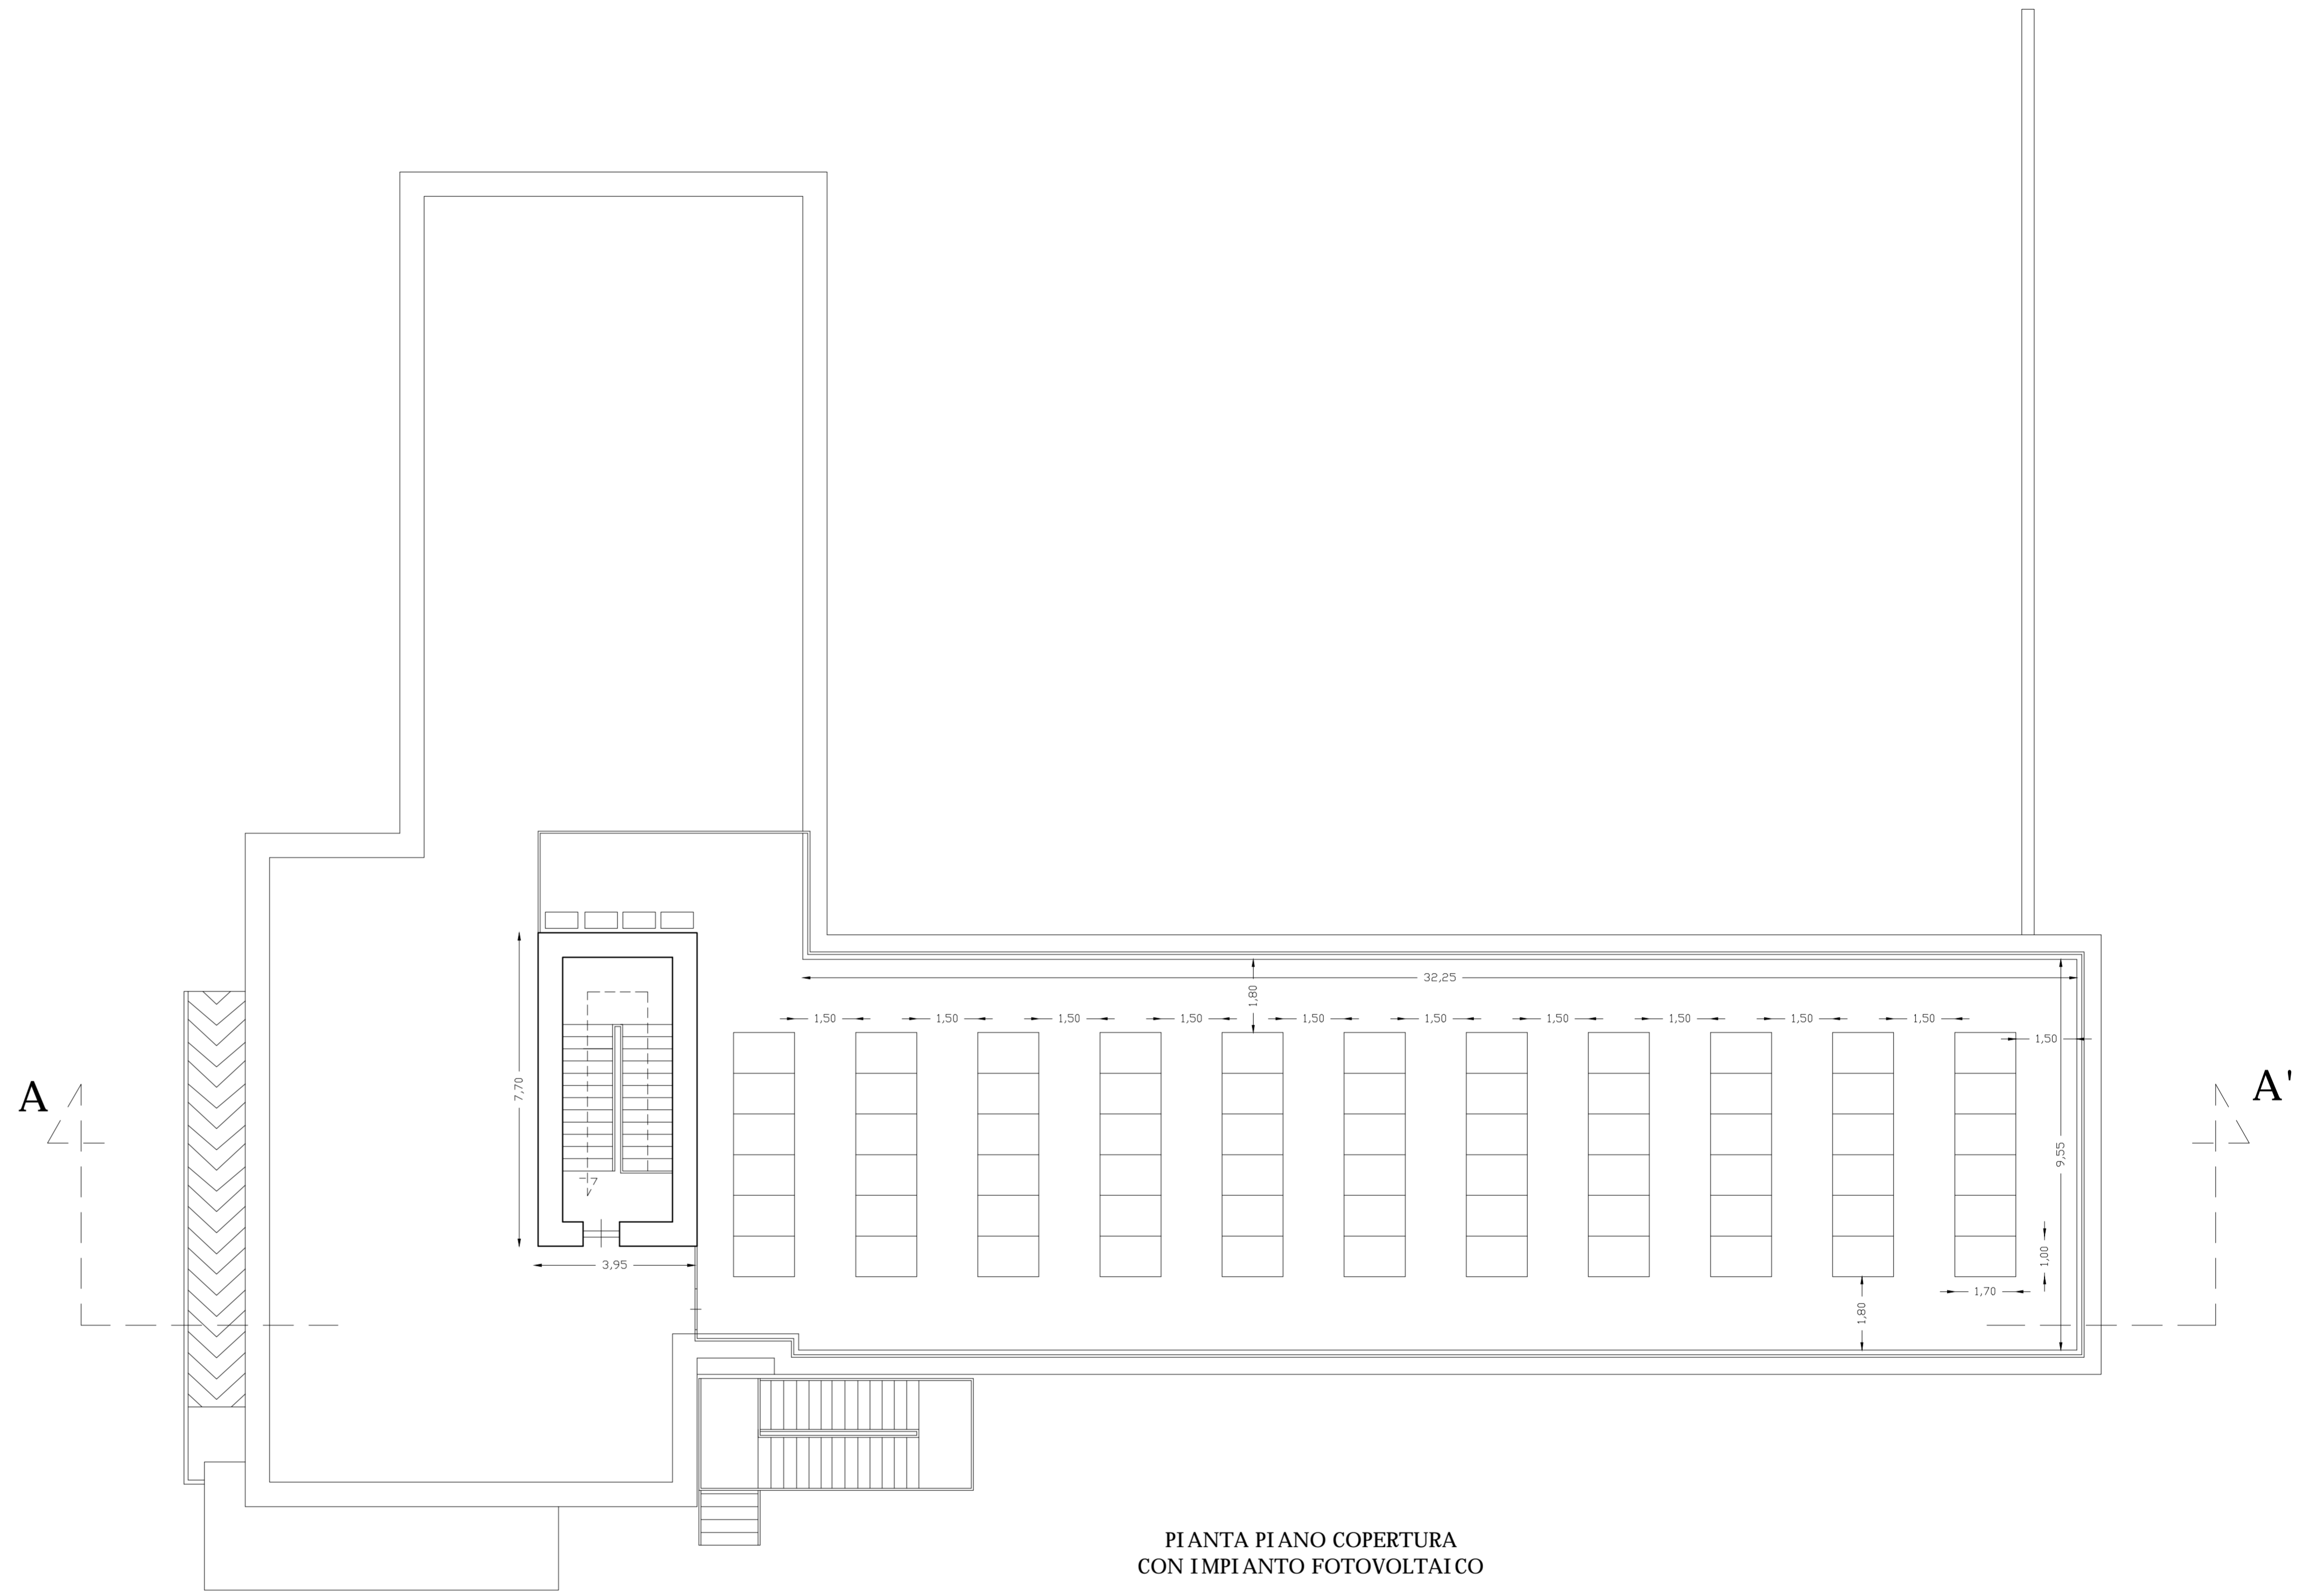 32,25
1,80
1,50 1,50 1,50 1,50 1,50 1,50 1,50 1,50 1,50 1,50
1,50
7,70
A
A'
9,55
1,00
3,95
1,70
1,80
PIANTA PIANO COPERTURA
CON IMPIANTO FOTOVOLTAICO